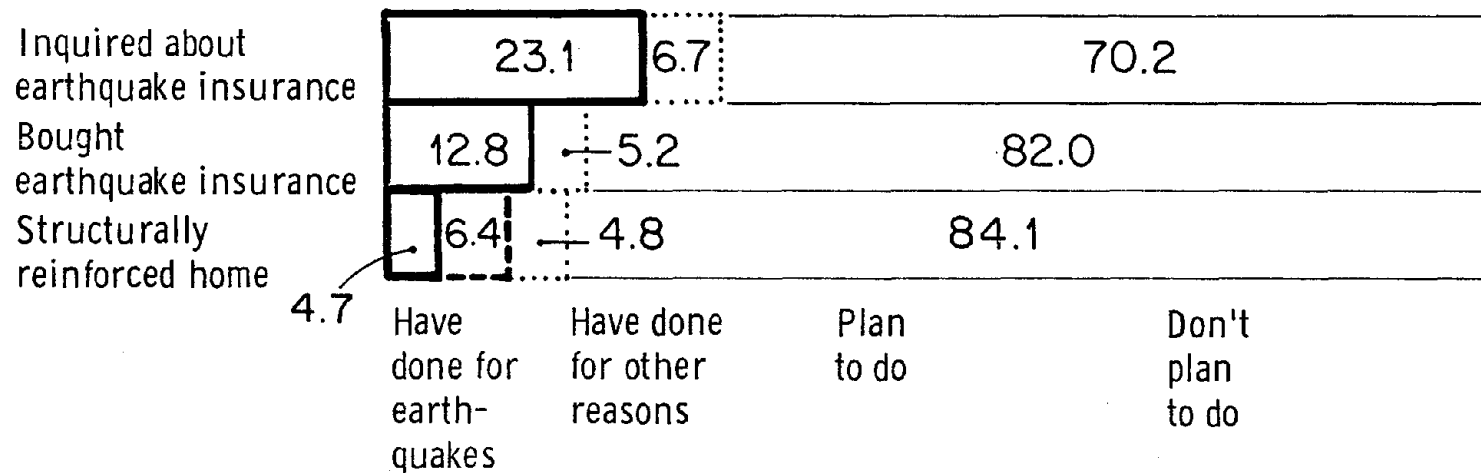 Inquired about
earthquake insurance
23.1
6.7
70.2
Bought
earthquake insurance
12.8
5.2
82.0
Structurally
reinforced home
4.7
6.4
4.8
84.1
Have
done for
earth-
quakes
Have done
for other
reasons
Plan
to do
Don't
plan
to do